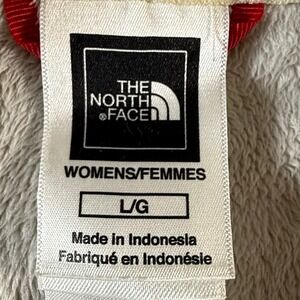 THE
NORTH
®FACE
WOMENS/FEMMES
L/G
Made in Indonesia
Fabriqué en Indonésie